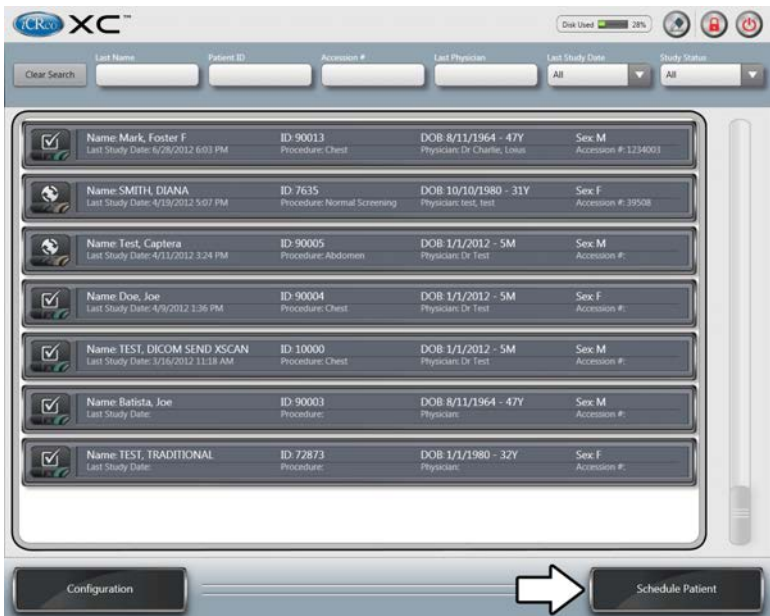 iCRco XC™
Disk Used 28%
Clear Search
Last Name
Patient ID
Accession #
Last Physician
Last Study Date
Study Status
All
All
Name: Mark, Foster F ID: 90013 DOB: 8/11/1964 - 47Y Sex: M
Last Study Date: 6/28/2012 6:03 PM Procedure: Chest Physician: Dr Charlie, Loius Accession #: 1234003
Name: SMITH, DIANA ID: 7635 DOB: 10/10/1980 - 31Y Sex: F
Last Study Date: 4/19/2012 5:07 PM Procedure: Normal Screening Physician: test, test Accession #: 39508
Name: Test, Captera ID: 90005 DOB: 1/1/2012 - 5M Sex: M
Last Study Date: 4/11/2012 3:24 PM Procedure: Abdomen Physician: Dr Test Accession #:
Name: Doe, Joe ID: 90004 DOB: 1/1/2012 - 5M Sex: F
Last Study Date: 4/9/2012 1:36 PM Procedure: Chest Physician: Dr Test Accession #:
Name: TEST, DICOM SEND XSCAN ID: 10000 DOB: 1/1/2012 - 5M Sex: M
Last Study Date: 3/16/2012 11:18 AM Procedure: Chest Physician: Dr Test Accession #:
Name: Batista, Joe ID: 90003 DOB: 8/11/1964 - 47Y Sex: M
Last Study Date: Procedure: Physician: Accession #:
Name: TEST, TRADITIONAL ID: 72873 DOB: 1/1/1980 - 32Y Sex: F
Last Study Date: Procedure: Physician: Accession #:
Configuration
Schedule Patient